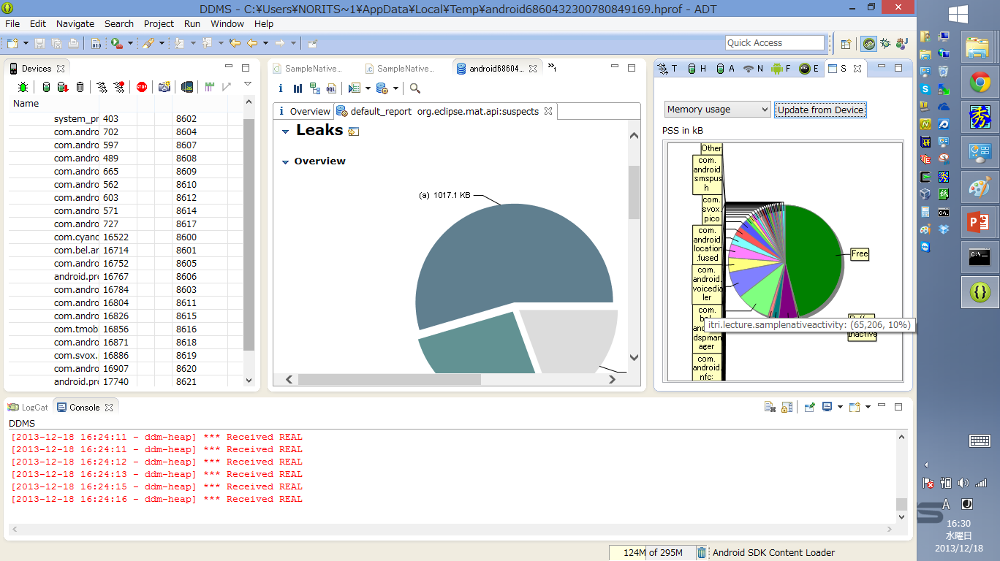 DDMS - C:¥Users¥NORITS~1¥AppData¥Local¥Temp¥android6860432300780849169.hprof - ADT
File Edit Navigate Search Project Run Window Help
Quick Access
Devices
Name
system_pr 403 8602
com.andro 702 8604
com.andro 597 8607
com.andro 489 8608
com.andro 665 8609
com.andro 562 8610
com.andro 603 8612
com.andro 571 8614
com.andro 727 8617
com.cyano 16522 8600
com.bel.an 16714 8601
com.andro 16752 8605
android.pro 16767 8606
com.andro 16784 8603
com.andro 16804 8611
com.andro 16826 8615
com.tmobi 16856 8616
com.andro 16871 8618
com.svox. 16886 8619
com.andro 16907 8620
android.pro 17740 8621
SampleNative... SampleNative... android68604... »1
Overview default_report org.eclipse.mat.api:suspects
Leaks
Overview
(a) 1017.1 KB
T H A N F E S
Memory usage Update from Device
PSS in kB
Other
com.
android.
smspus
h
com.
svox.
pico
com.
android.
location
.fused
com.
android.
voicedia
ler
com.
bel.
android.
dspman
ager
com.
android.
nfc:
Free
Inactive
itri.lecture.samplenativeactivity: (65,206, 10%)
LogCat Console
DDMS
[2013-12-18 16:24:11 - ddm-heap] *** Received REAL
[2013-12-18 16:24:11 - ddm-heap] *** Received REAL
[2013-12-18 16:24:12 - ddm-heap] *** Received REAL
[2013-12-18 16:24:13 - ddm-heap] *** Received REAL
[2013-12-18 16:24:15 - ddm-heap] *** Received REAL
[2013-12-18 16:24:16 - ddm-heap] *** Received REAL
124M of 295M Android SDK Content Loader
A
16:30
水曜日
2013/12/18